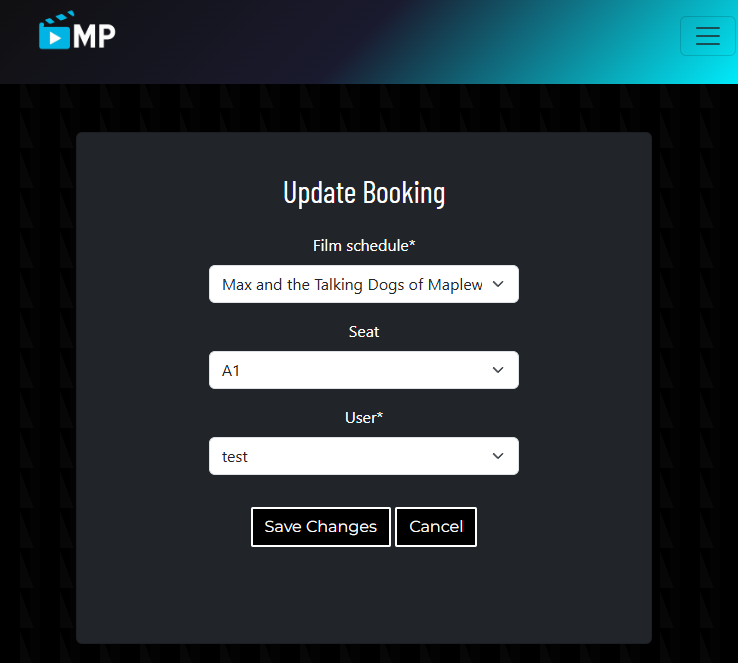 MP
Update Booking
Film schedule*
Max and the Talking Dogs of Maplew
Seat
A1
User*
test
Save Changes Cancel